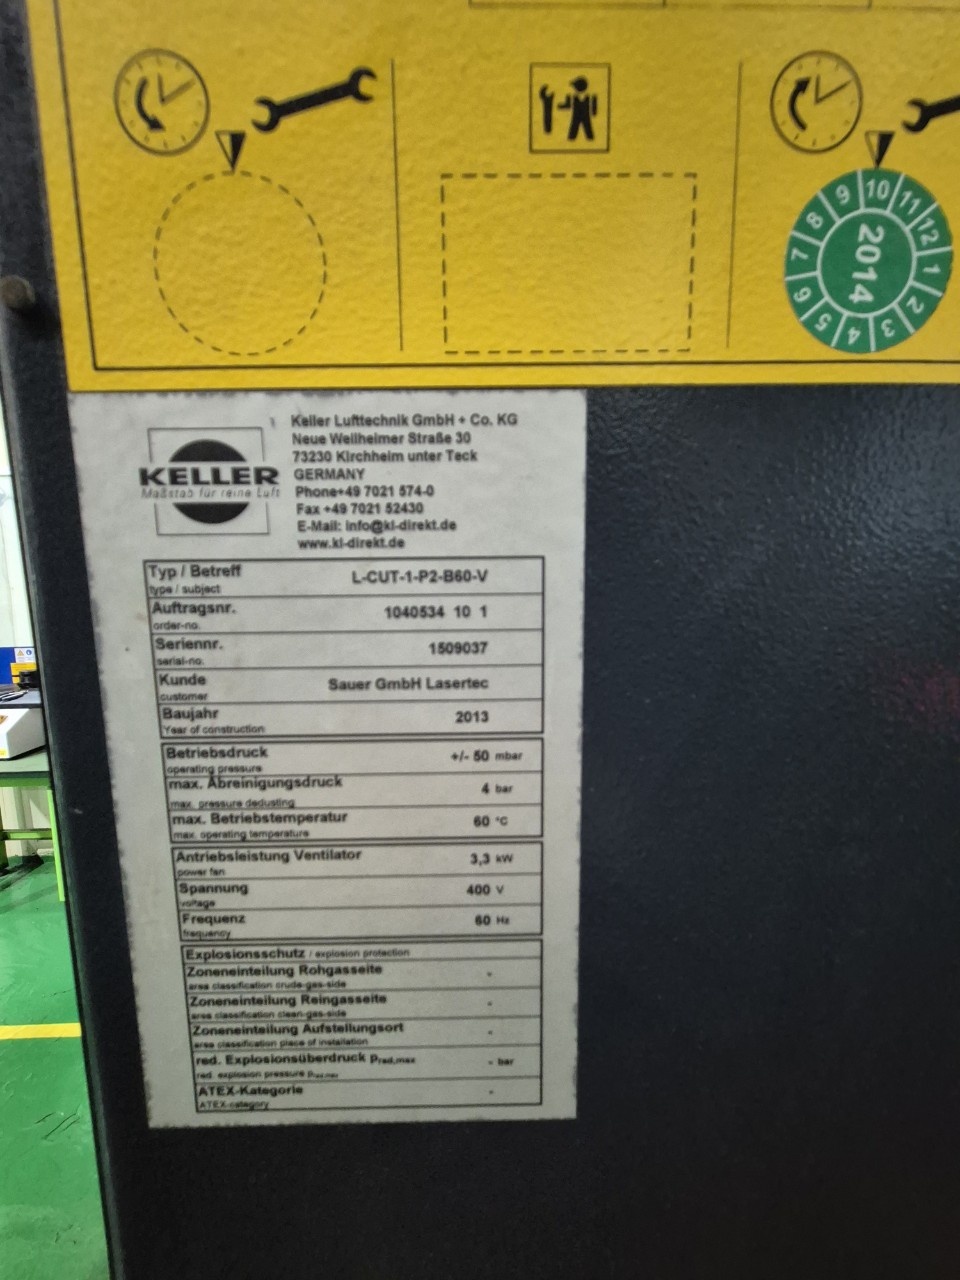 9 10 11 12 1 2 3 4 5 6 7 8
2014
KELLER
Maßstab für reine Luft
Keller Lufttechnik GmbH + Co. KG
Neue Weilheimer Straße 30
73230 Kirchheim unter Teck
GERMANY
Phone+49 7021 574-0
Fax +49 7021 52430
E-Mail: info@kl-direkt.de
www.kl-direkt.de
Typ / Betreff L-CUT-1-P2-B60-V
type / subject
Auftragsnr. 1040534 10 1
order-no.
Seriennr. 1509037
serial-no.
Kunde Sauer GmbH Lasertec
customer
Baujahr 2013
Year of construction
Betriebsdruck +/- 50 mbar
operating pressure
max. Abreinigungsdruck 4 bar
max. pressure dedusting
max. Betriebstemperatur 60 °C
max. operating temperature
Antriebsleistung Ventilator 3,3 kW
power fan
Spannung 400 V
voltage
Frequenz 60 Hz
frequency
Explosionsschutz / explosion protection
Zoneneinteilung Rohgasseite -
area classification crude-gas-side
Zoneneinteilung Reingasseite -
area classification clean-gas-side
Zoneneinteilung Aufstellungsort -
area classification place of installation
red. Explosionsüberdruck Pred,max - bar
red. explosion pressure Pred,max
ATEX-Kategorie -
ATEX-category